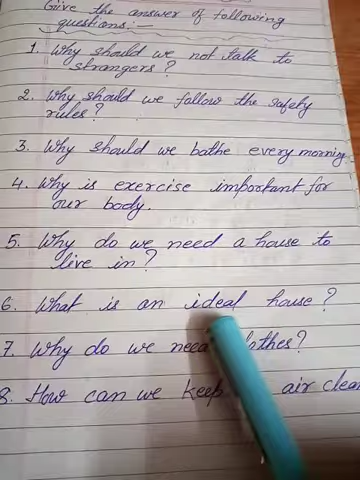 Give the answer of following
questions:-
1. Why should we not talk to
strangers?
2. Why should we follow the safety
rules?
3. Why should we bathe every morning
4. Why is exercise important for
our body.
5. Why do we need a house to
live in?
6. What is an ideal house?
7. Why do we need
8. How can we keep air clean